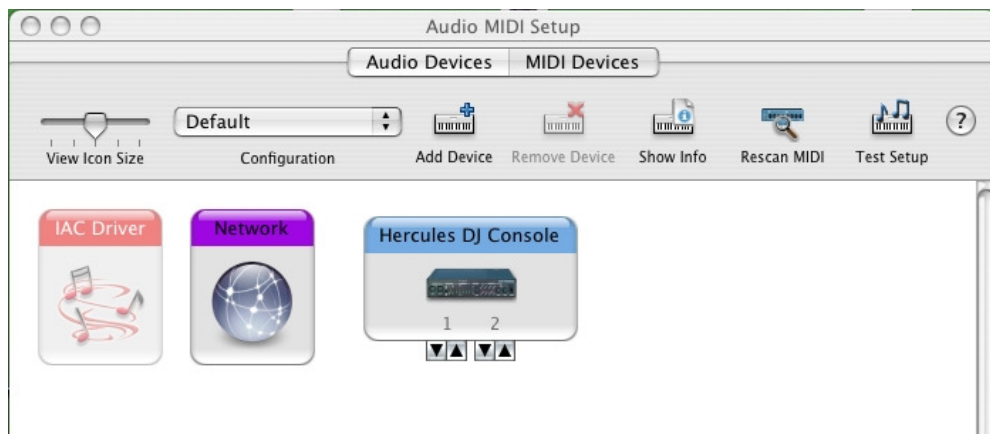 Audio MIDI Setup
Audio Devices MIDI Devices
Default
?
View Icon Size Configuration Add Device Remove Device Show Info Rescan MIDI Test Setup
IAC Driver Network Hercules DJ Console
1 2